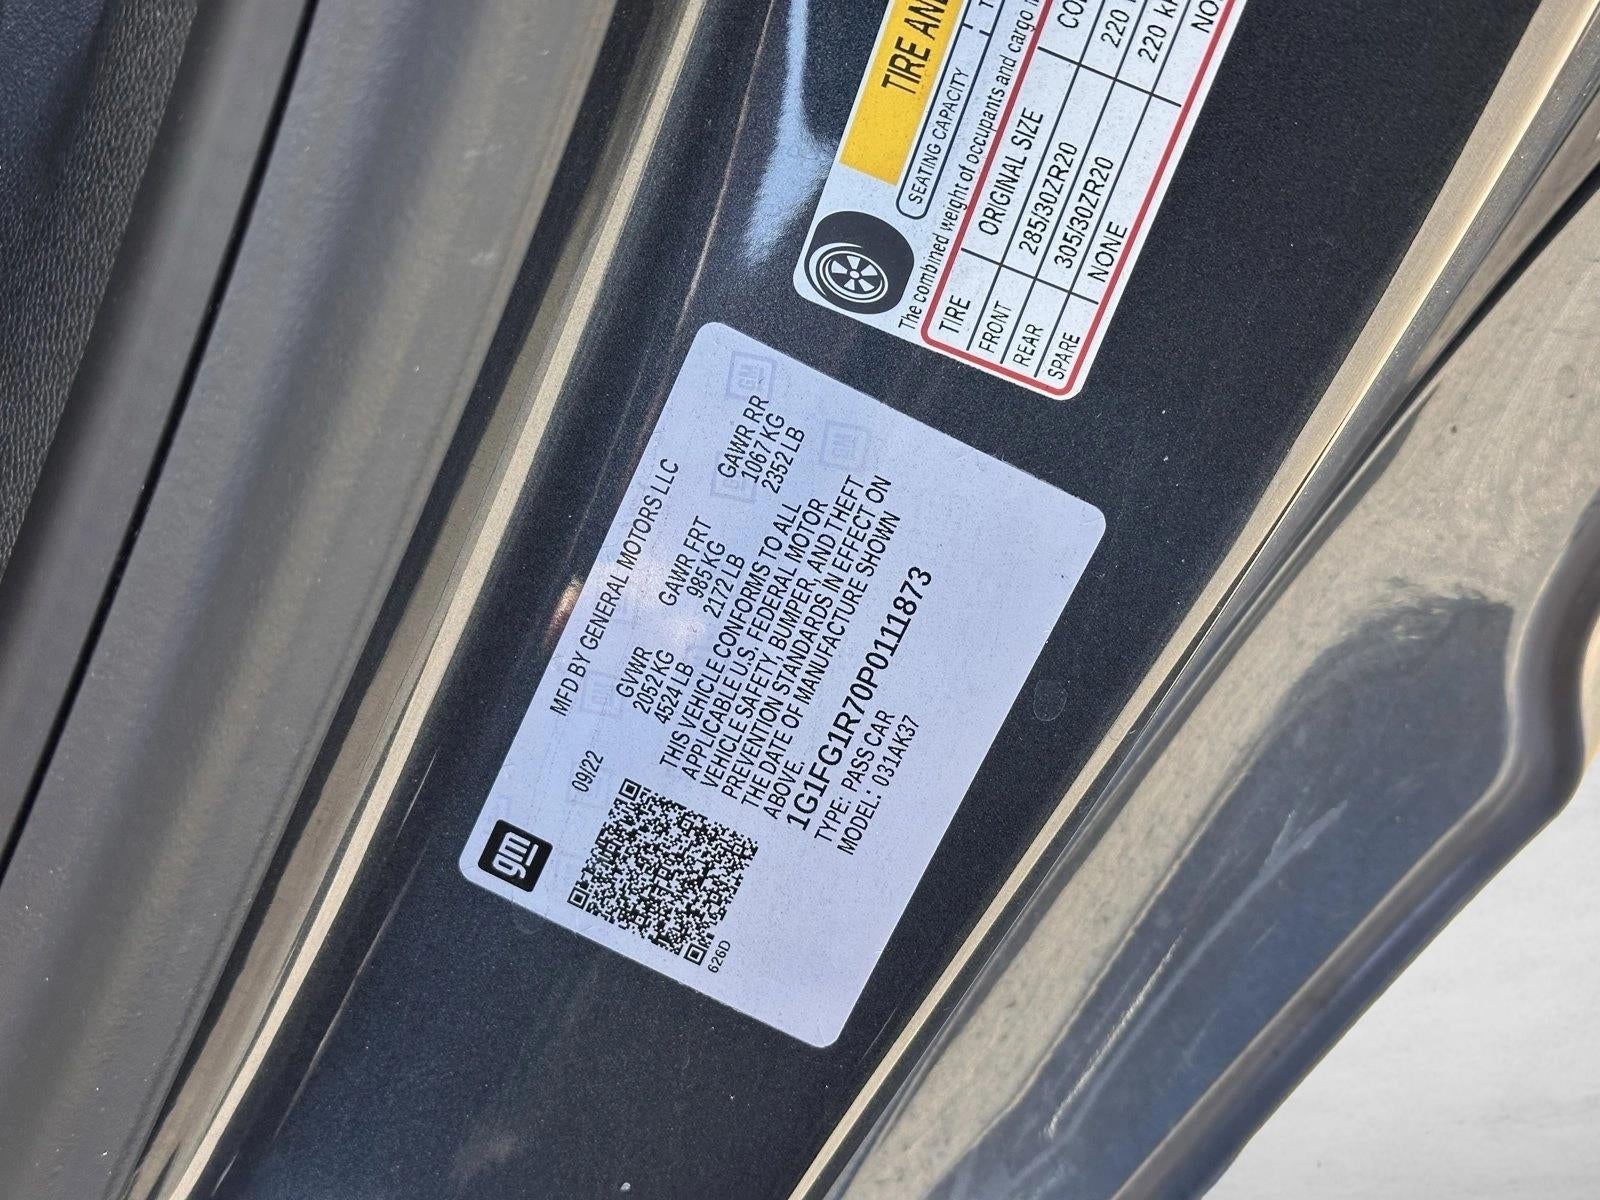 gm
09/22
MFD BY GENERAL MOTORS LLC
GVWR GAWR FRT GAWR RR
2052KG 985 KG 1067 KG
4524 LB 2172 LB 2352 LB
THIS VEHICLE CONFORMS TO ALL
APPLICABLE U.S. FEDERAL MOTOR
VEHICLE SAFETY, BUMPER, AND THEFT
PREVENTION STANDARDS IN EFFECT ON
THE DATE OF MANUFACTURE SHOWN
ABOVE.
1G1FG1R70P0111873
TYPE: PASS CAR
MODEL: 031AK37
626D
TIRE
SEATING CAPACITY
The combined weight of occupants and cargo
TIRE ORIGINAL SIZE
FRONT 285/30ZR20 220
REAR 305/30ZR20 220
SPARE NONE